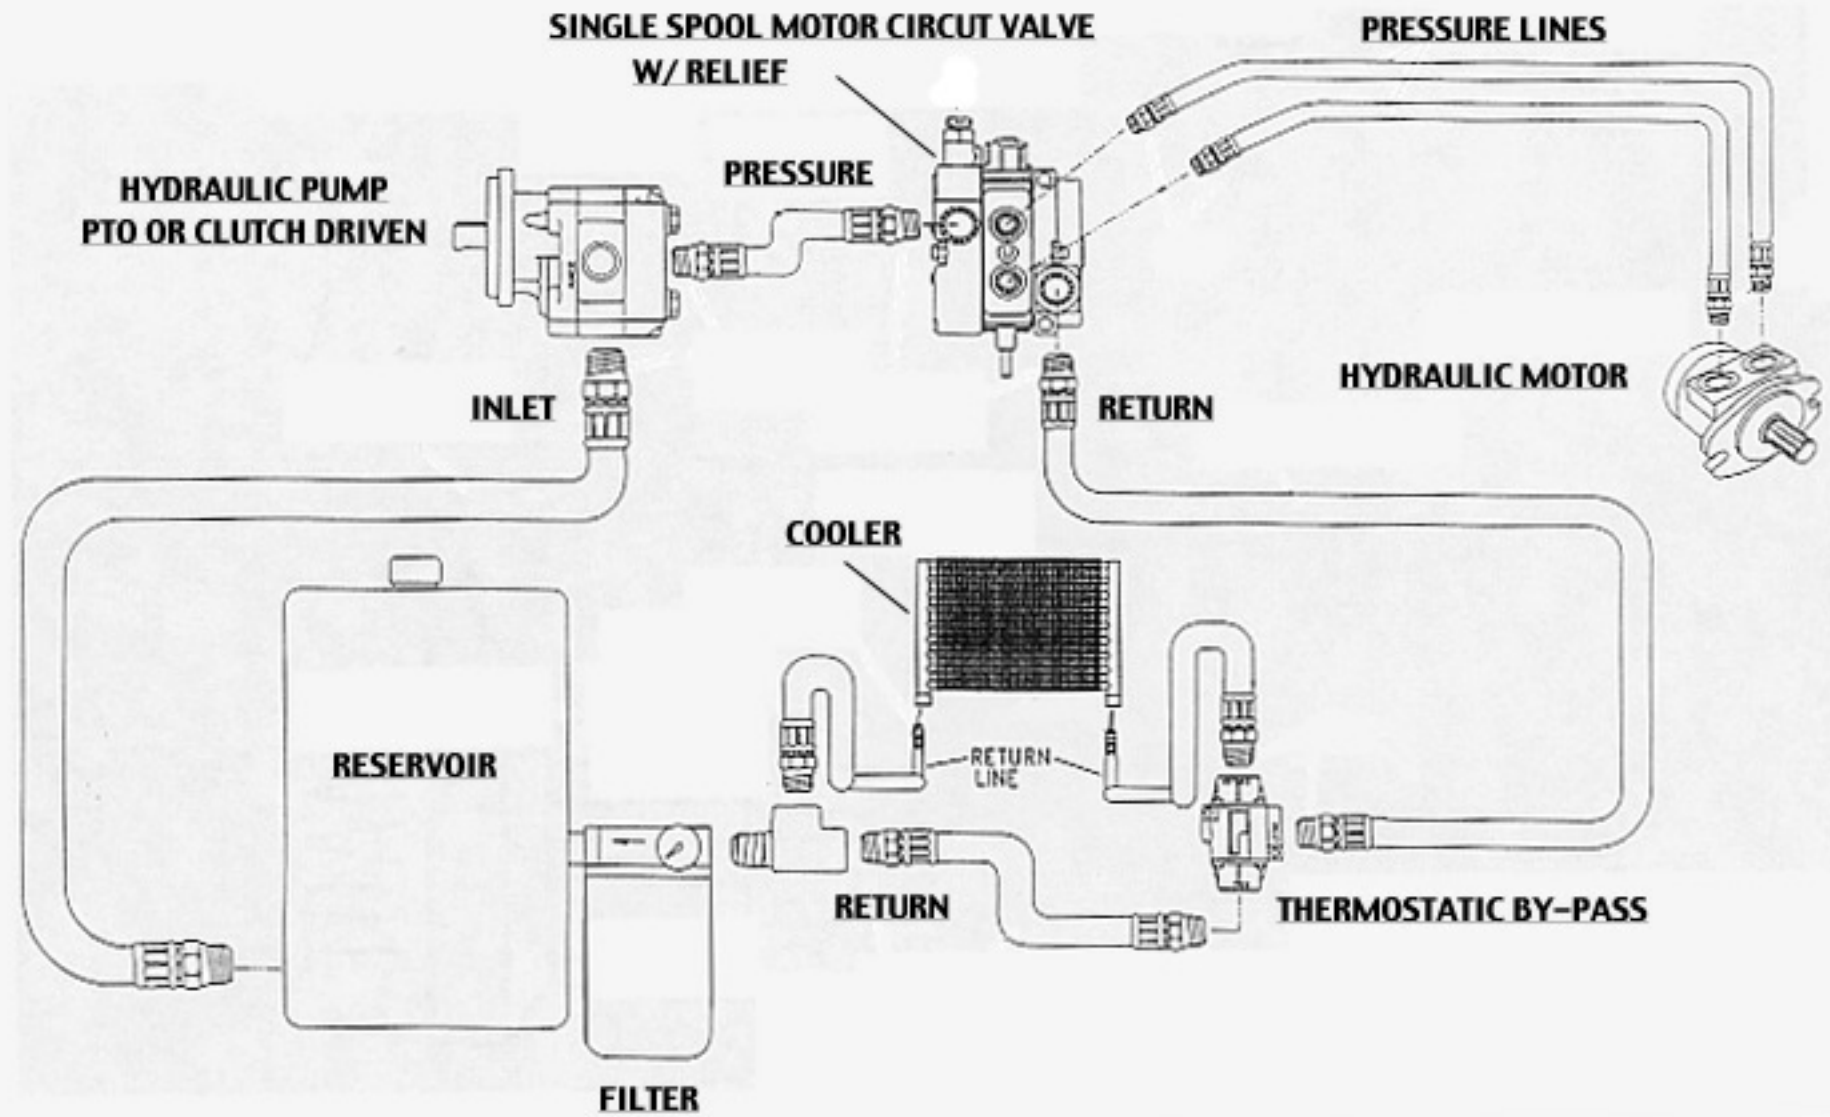 SINGLE SPOOL MOTOR CIRCUT VALVE
W/ RELIEF
PRESSURE LINES
PRESSURE
HYDRAULIC PUMP
PTO OR CLUTCH DRIVEN
HYDRAULIC MOTOR
INLET
RETURN
COOLER
RESERVOIR
RETURN
LINE
RETURN
THERMOSTATIC BY-PASS
FILTER